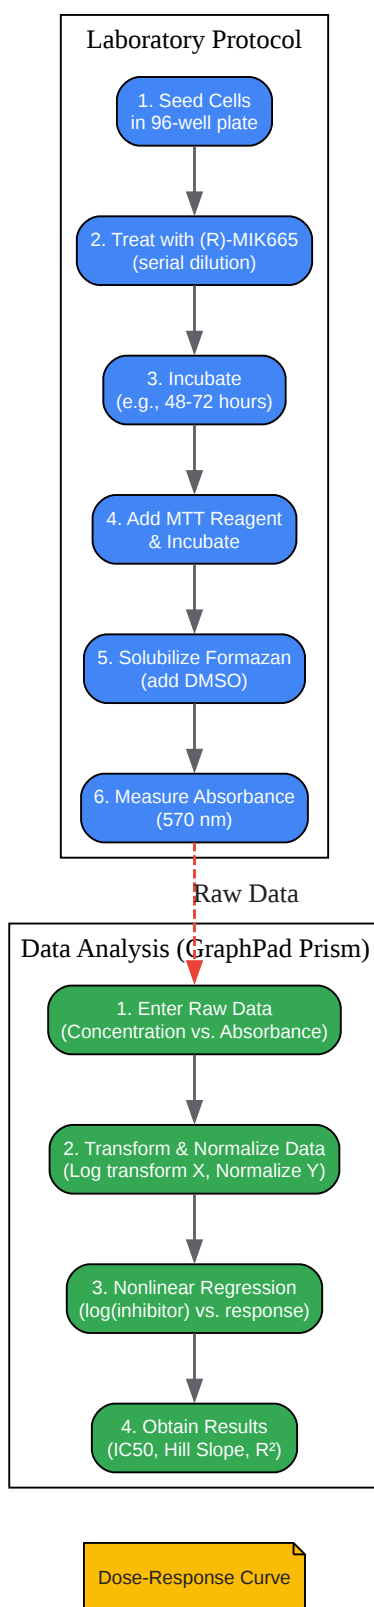 Laboratory Protocol
1. Seed Cells
in 96-well plate
2. Treat with (R)-MIK665
(serial dilution)
3. Incubate
(e.g., 48-72 hours)
4. Add MTT Reagent
& Incubate
5. Solubilize Formazan
(add DMSO)
6. Measure Absorbance
(570 nm)
Raw Data
Data Analysis (GraphPad Prism)
1. Enter Raw Data
(Concentration vs. Absorbance)
2. Transform & Normalize Data
(Log transform X, Normalize Y)
3. Nonlinear Regression
(log(inhibitor) vs. response)
4. Obtain Results
(IC50, Hill Slope, R²)
Dose-Response Curve